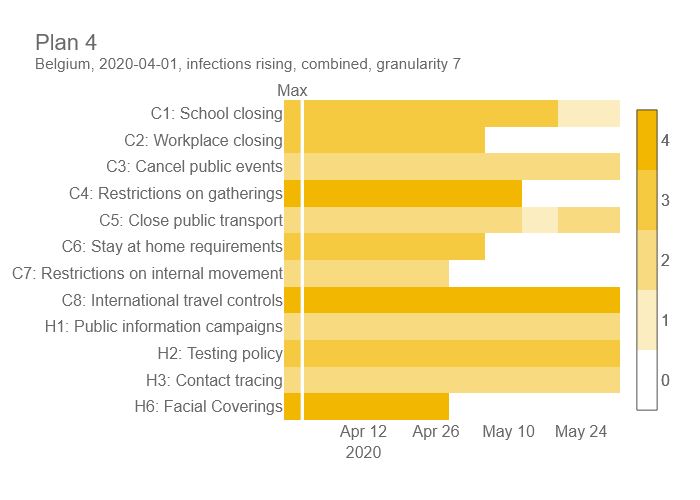 Plan 4
Belgium, 2020-04-01, infections rising, combined, granularity 7
Max
C1: School closing
C2: Workplace closing
C3: Cancel public events
C4: Restrictions on gatherings
C5: Close public transport
C6: Stay at home requirements
C7: Restrictions on internal movement
C8: International travel controls
H1: Public information campaigns
H2: Testing policy
H3: Contact tracing
H6: Facial Coverings
Apr 12 Apr 26 May 10 May 24
2020
4
3
2
1
0